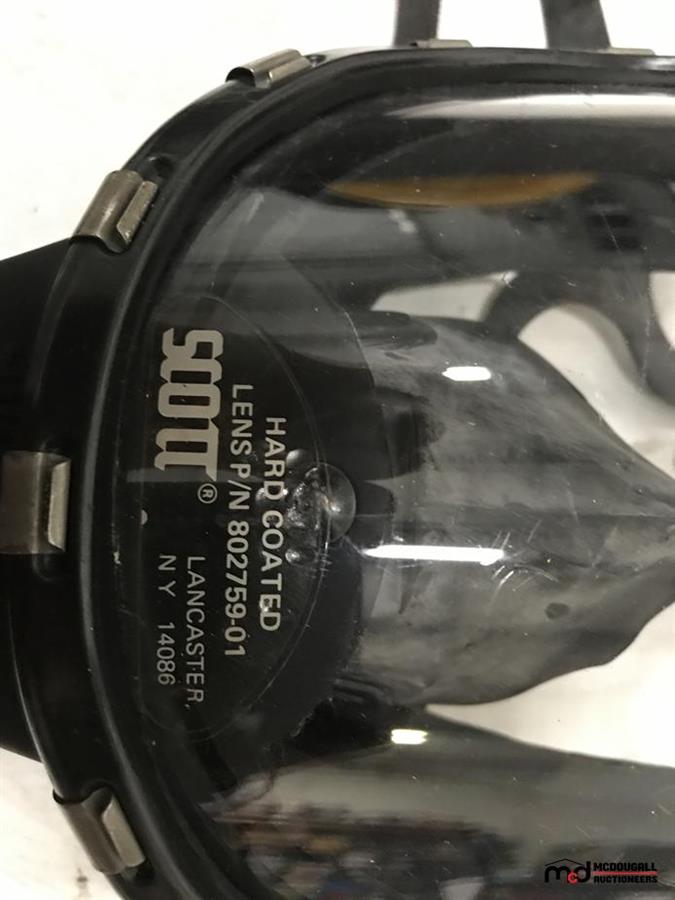 HARD COATED
LENS P/N 802759-01
SCOTT®
LANCASTER,
N Y 14086
MCDOUGALL
AUCTIONEERS